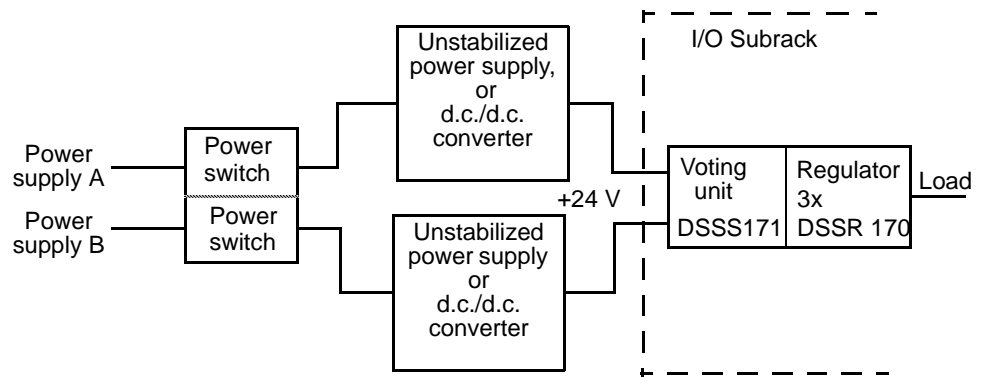 Power
supply A
Power
supply B
Power
switch
Power
switch
Unstabilized
power supply,
or
d.c./d.c.
converter
+24 V
Unstabilized
power supply
or
d.c./d.c.
converter
I/O Subrack
Voting
unit
DSSS171
Regulator
3x
DSSR 170
Load